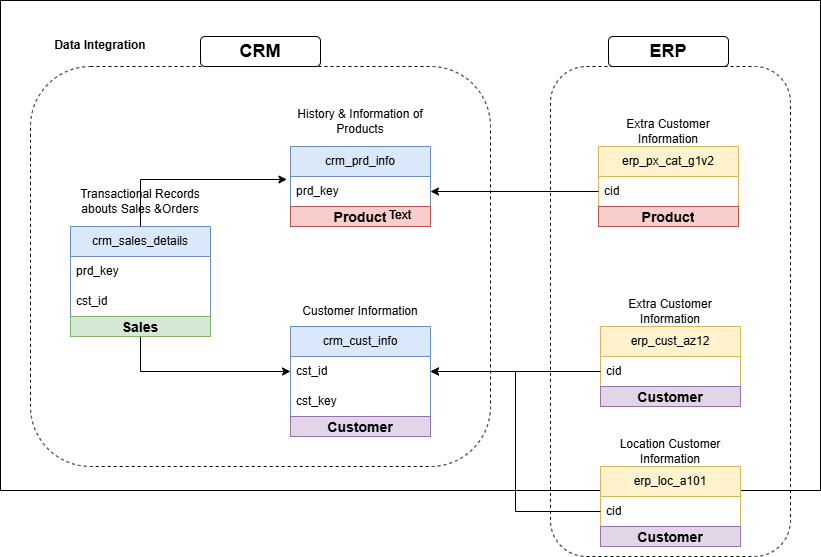 Data Integration
CRM
ERP
History & Information of
Products
crm_prd_info
prd_key
Product
Text
Extra Customer
Information
erp_px_cat_g1v2
cid
Product
Transactional Records
abouts Sales &Orders
crm_sales_details
prd_key
cst_id
Sales
Customer Information
crm_cust_info
cst_id
cst_key
Customer
Extra Customer
Information
erp_cust_az12
cid
Customer
Location Customer
Information
erp_loc_a101
cid
Customer